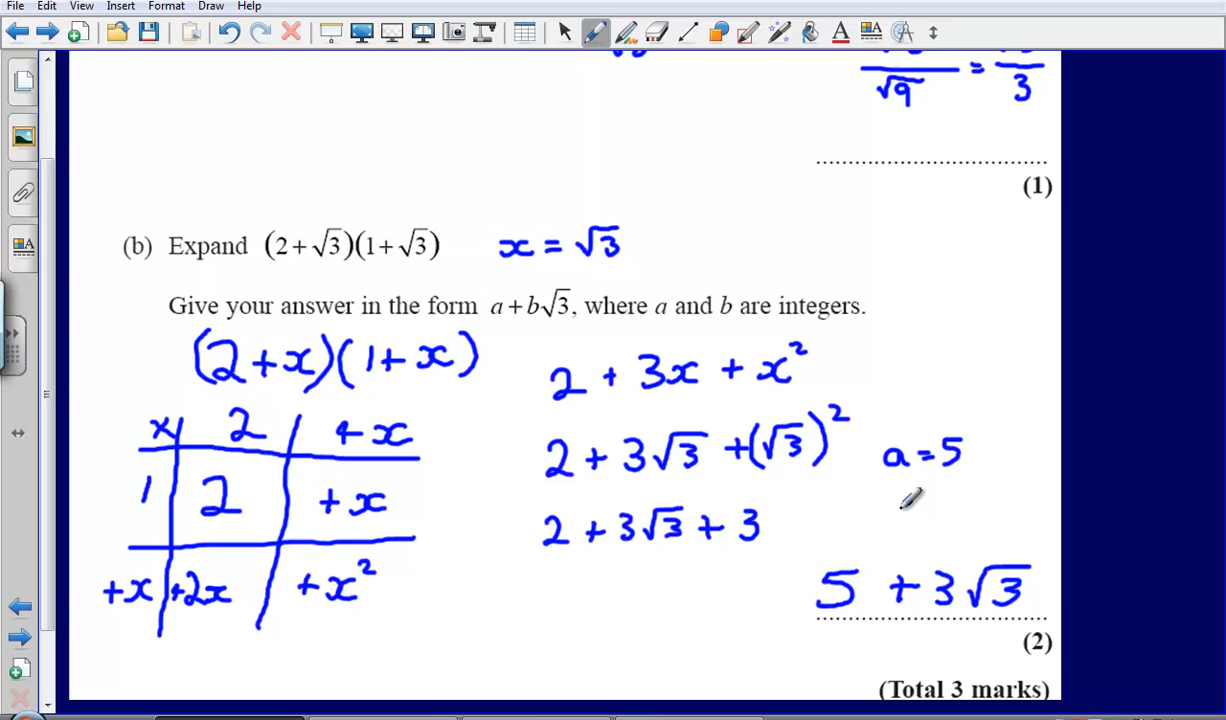 File Edit View Insert Format Draw Help
√9 = 3
(1)
(b) Expand (2+√3)(1+√3) x = √3
Give your answer in the form a+b√3, where a and b are integers.
(2+x)(1+x)
2 + 3x + x²
x 2 +x
2 + 3√3 +(√3)² a=5
1 2 +x
2 + 3√3 + 3
+x +2x +x²
5 + 3√3
(2)
(Total 3 marks)